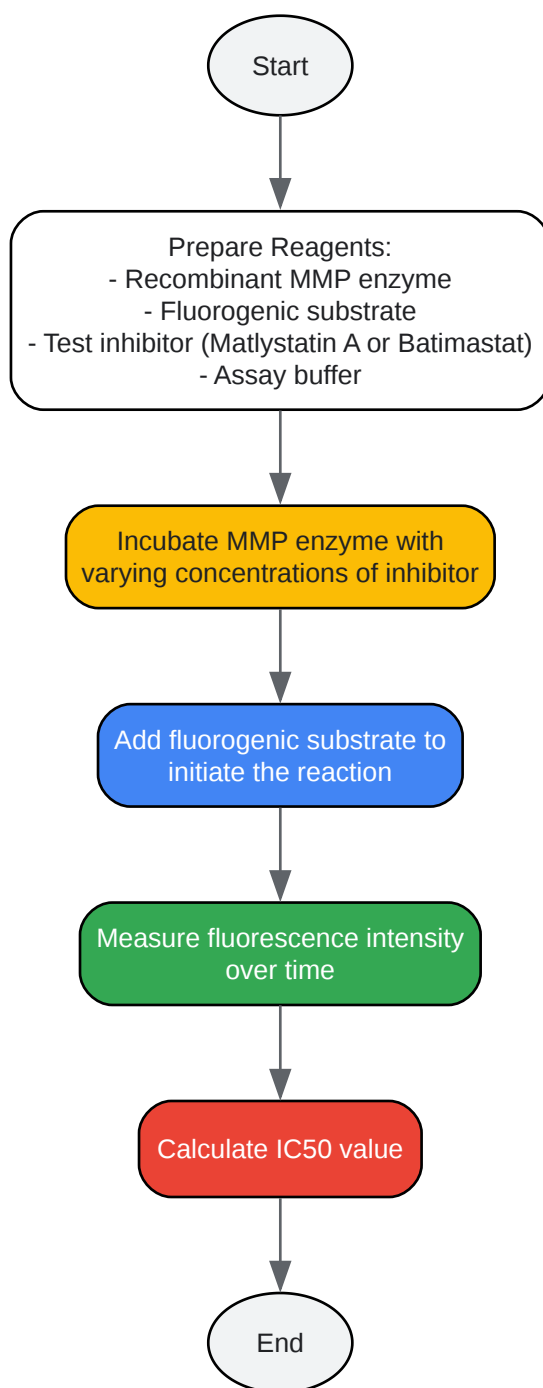 Start
Prepare Reagents:
- Recombinant MMP enzyme
- Fluorogenic substrate
- Test inhibitor (Matlystatin A or Batimastat)
- Assay buffer
Incubate MMP enzyme with
varying concentrations of inhibitor
Add fluorogenic substrate to
initiate the reaction
Measure fluorescence intensity
over time
Calculate IC50 value
End